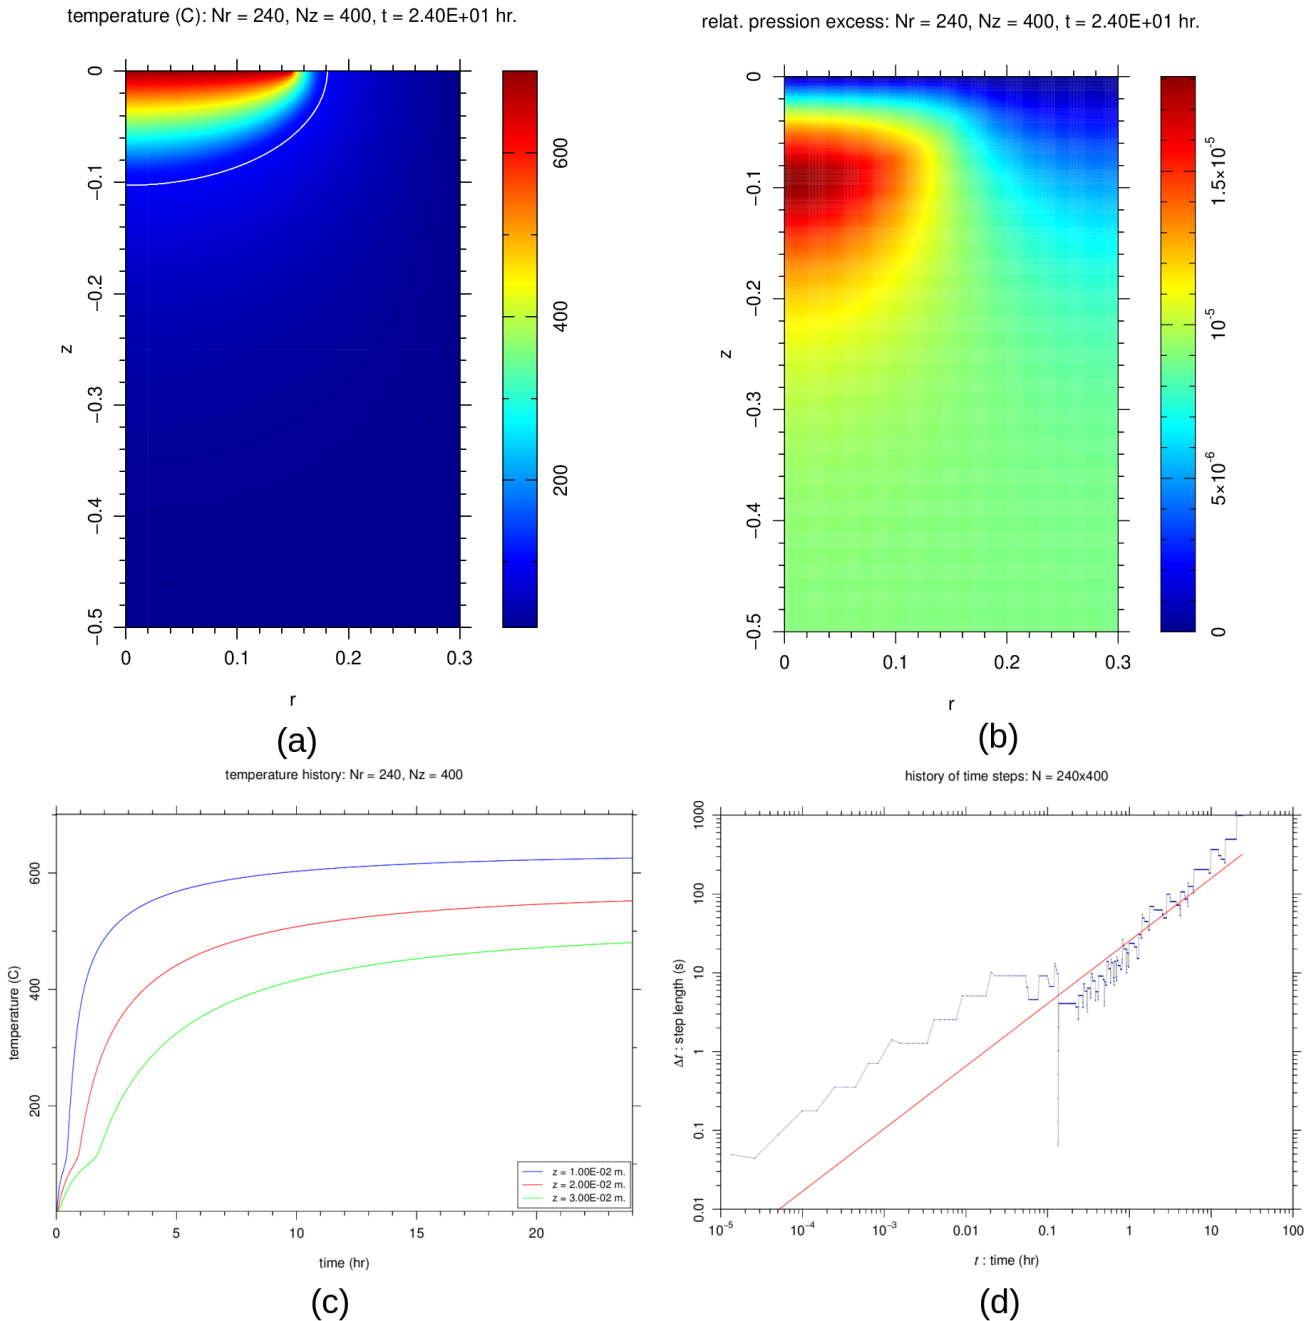 temperature (C): Nr = 240, Nz = 400, t = 2.40E+01 hr.
0
−0.1
−0.2
−0.3
−0.4
−0.5
z
0
0.1
0.2
0.3
r
200
400
600
(a)
relat. pression excess: Nr = 240, Nz = 400, t = 2.40E+01 hr.
0
−0.1
−0.2
−0.3
−0.4
−0.5
z
0
0.1
0.2
0.3
r
0
5×10⁻⁶
10⁻⁵
1.5×10⁻⁵
(b)
temperature history: Nr = 240, Nz = 400
temperature (C)
200
400
600
0
5
10
15
20
time (hr)
z = 1.00E-02 m.
z = 2.00E-02 m.
z = 3.00E-02 m.
(c)
history of time steps: N = 240x400
Δt : step length (s)
0.01
0.1
1
10
100
1000
10⁻⁵
10⁻⁴
10⁻³
0.01
0.1
1
10
100
t : time (hr)
(d)